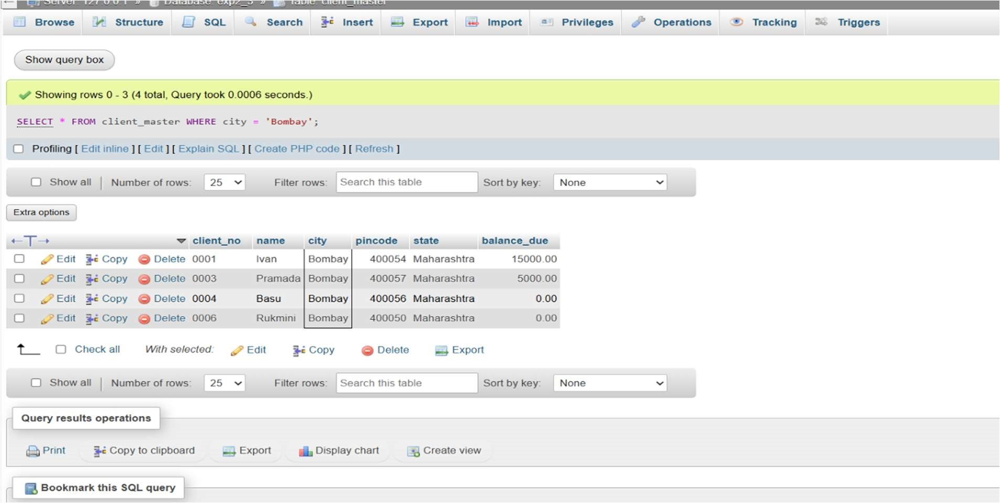 Server: 127.0.0.1 » Database: exp2_3 » Table: client_master
Browse Structure SQL Search Insert Export Import Privileges Operations Tracking Triggers
Show query box
Showing rows 0 - 3 (4 total, Query took 0.0006 seconds.)
SELECT * FROM client_master WHERE city = 'Bombay';
Profiling [ Edit inline ] [ Edit ] [ Explain SQL ] [ Create PHP code ] [ Refresh ]
Show all | Number of rows: 25 Filter rows: Search this table Sort by key: None
Extra options
client_no name city pincode state balance_due
Edit Copy Delete 0001 Ivan Bombay 400054 Maharashtra 15000.00
Edit Copy Delete 0003 Pramada Bombay 400057 Maharashtra 5000.00
Edit Copy Delete 0004 Basu Bombay 400056 Maharashtra 0.00
Edit Copy Delete 0006 Rukmini Bombay 400050 Maharashtra 0.00
Check all With selected: Edit Copy Delete Export
Show all | Number of rows: 25 Filter rows: Search this table Sort by key: None
Query results operations
Print Copy to clipboard Export Display chart Create view
Bookmark this SQL query